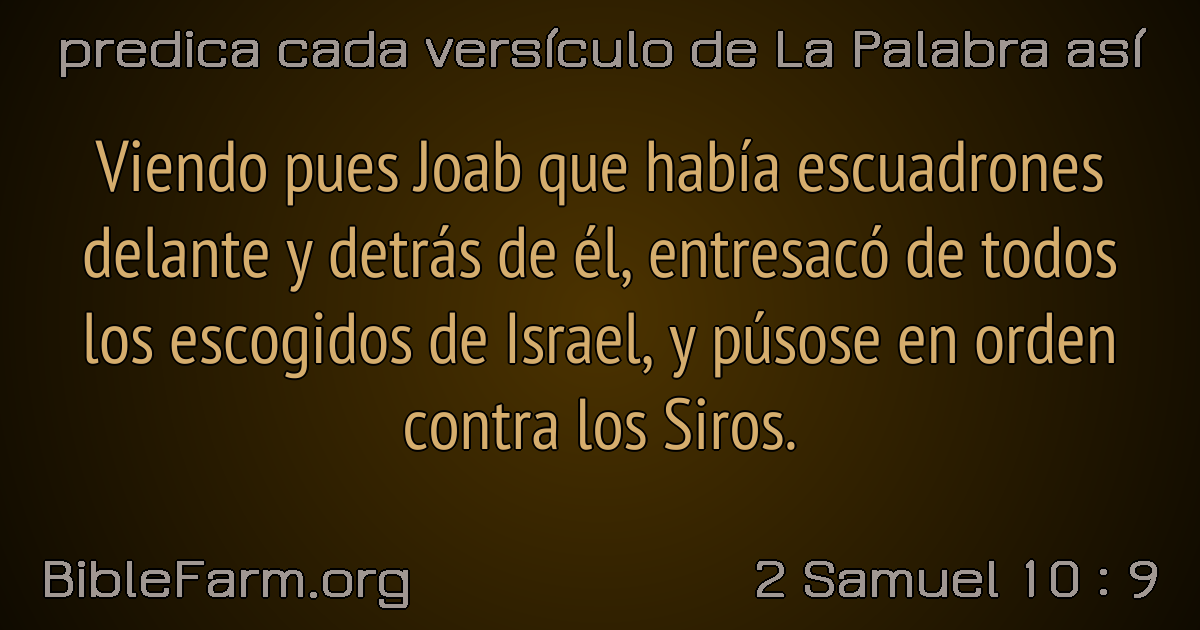 predica cada versículo de La Palabra así
Viendo pues Joab que había escuadrones
delante y detrás de él, entresacó de todos
los escogidos de Israel, y púsose en orden
contra los Siros.
BibleFarm.org
2 Samuel 10 : 9